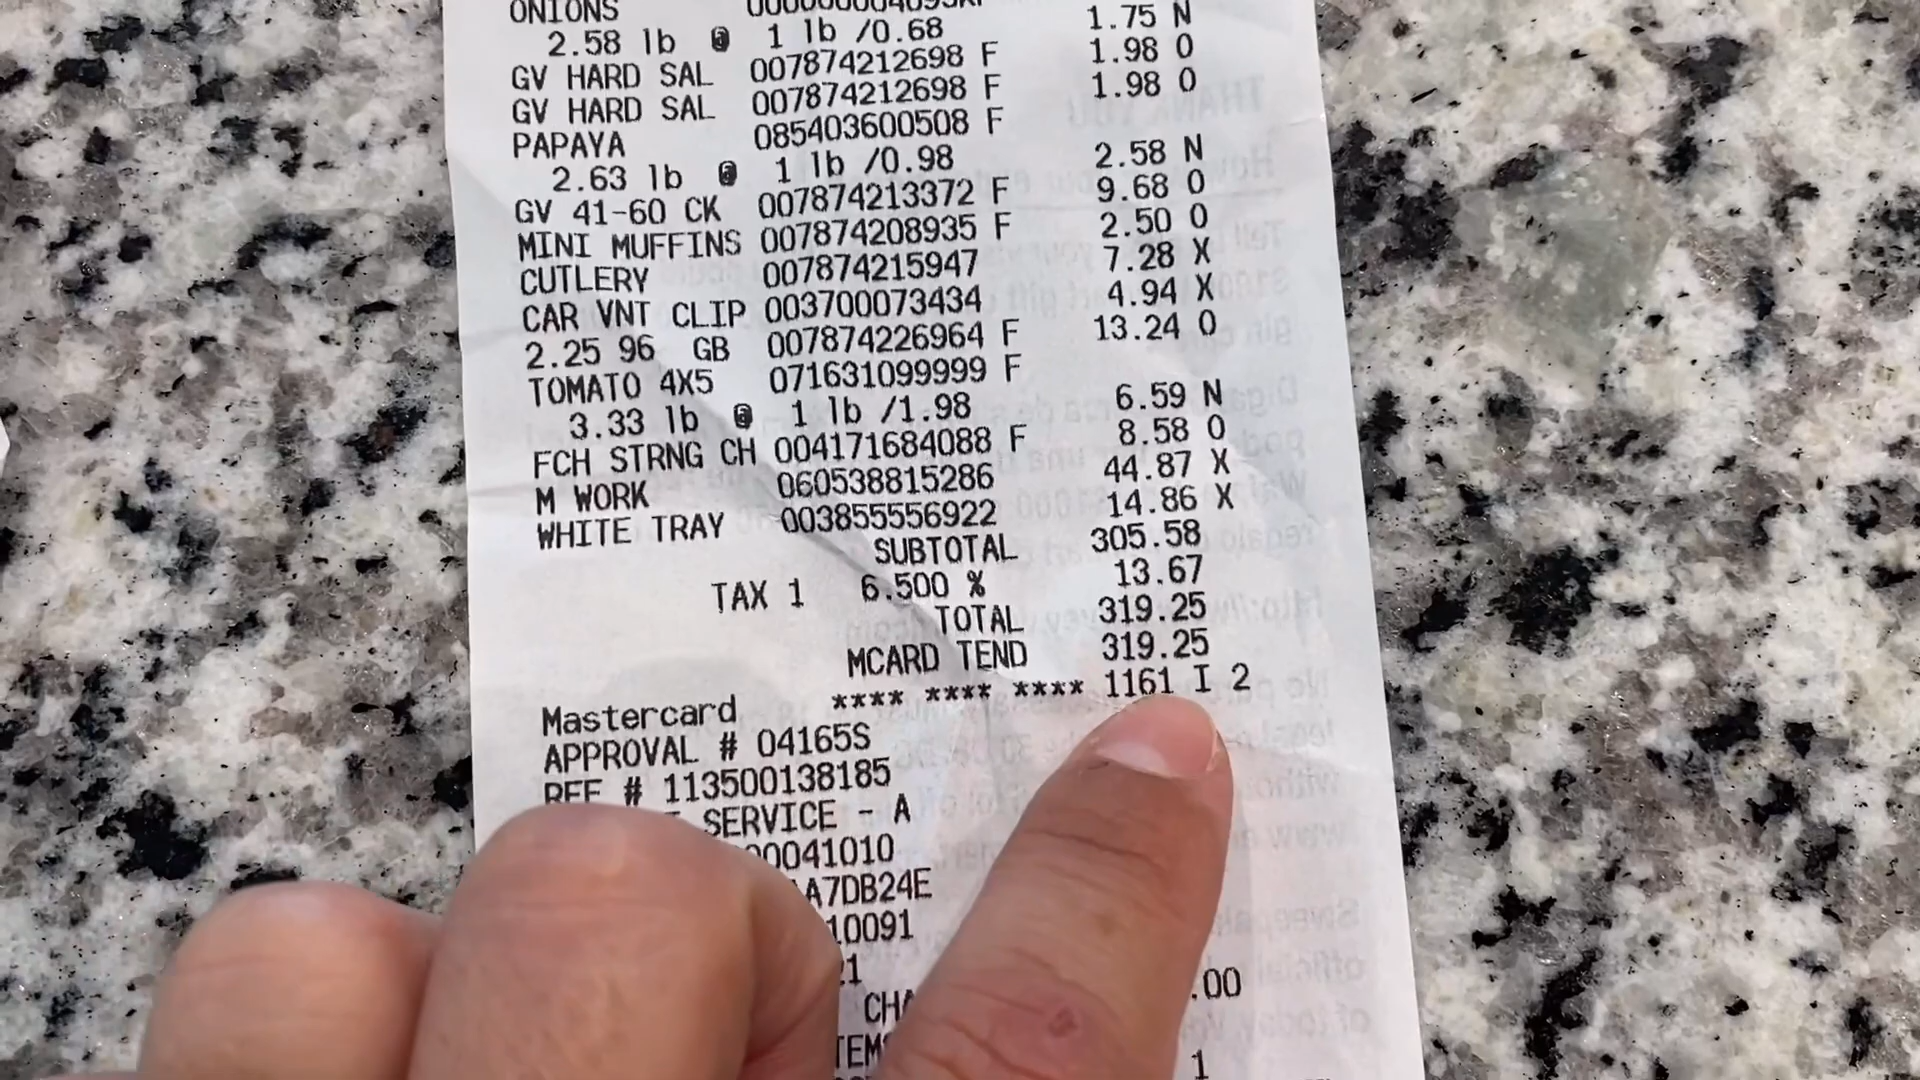 ONIONS
2.58 lb @ 1 lb /0.68 1.75 N
GV HARD SAL 007874212698 F 1.98 O
GV HARD SAL 007874212698 F 1.98 O
PAPAYA 085403600508 F
2.63 lb @ 1 lb /0.98 2.58 N
GV 41-60 CK 007874213372 F 9.68 O
MINI MUFFINS 007874208935 F 2.50 O
CUTLERY 007874215947 7.28 X
CAR VNT CLIP 003700073434 4.94 X
2.25 96 GB 007874226964 F 13.24 O
TOMATO 4X5 071631099999 F
3.33 lb @ 1 lb /1.98 6.59 N
FCH STRNG CH 004171684088 F 8.58 O
M WORK 060538815286 44.87 X
WHITE TRAY 003855556922 14.86 X
SUBTOTAL 305.58
TAX 1 6.500 % 13.67
TOTAL 319.25
MCARD TEND 319.25
Mastercard **** **** **** 1161 I 2
APPROVAL # 04165S
REF # 113500138185
SERVICE - A
0041010
A7DB24E
10091
.00
1